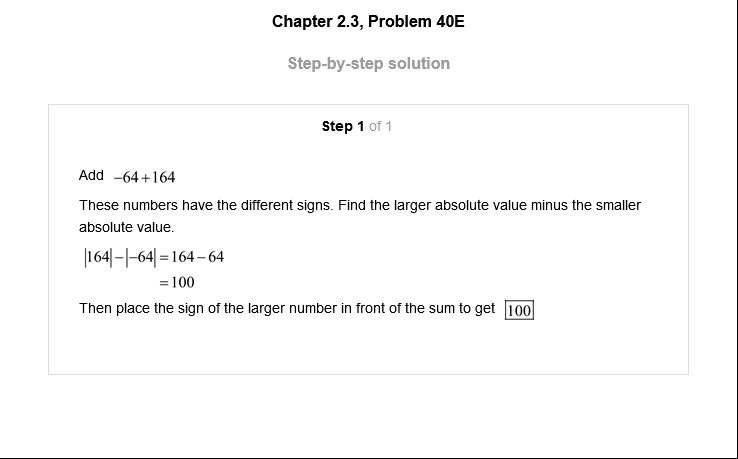 Chapter 2.3, Problem 40E
Step-by-step solution
Step 1 of 1
Add −64+164
These numbers have the different signs. Find the larger absolute value minus the smaller
absolute value.
|164|−|−64|=164−64
=100
Then place the sign of the larger number in front of the sum to get 100